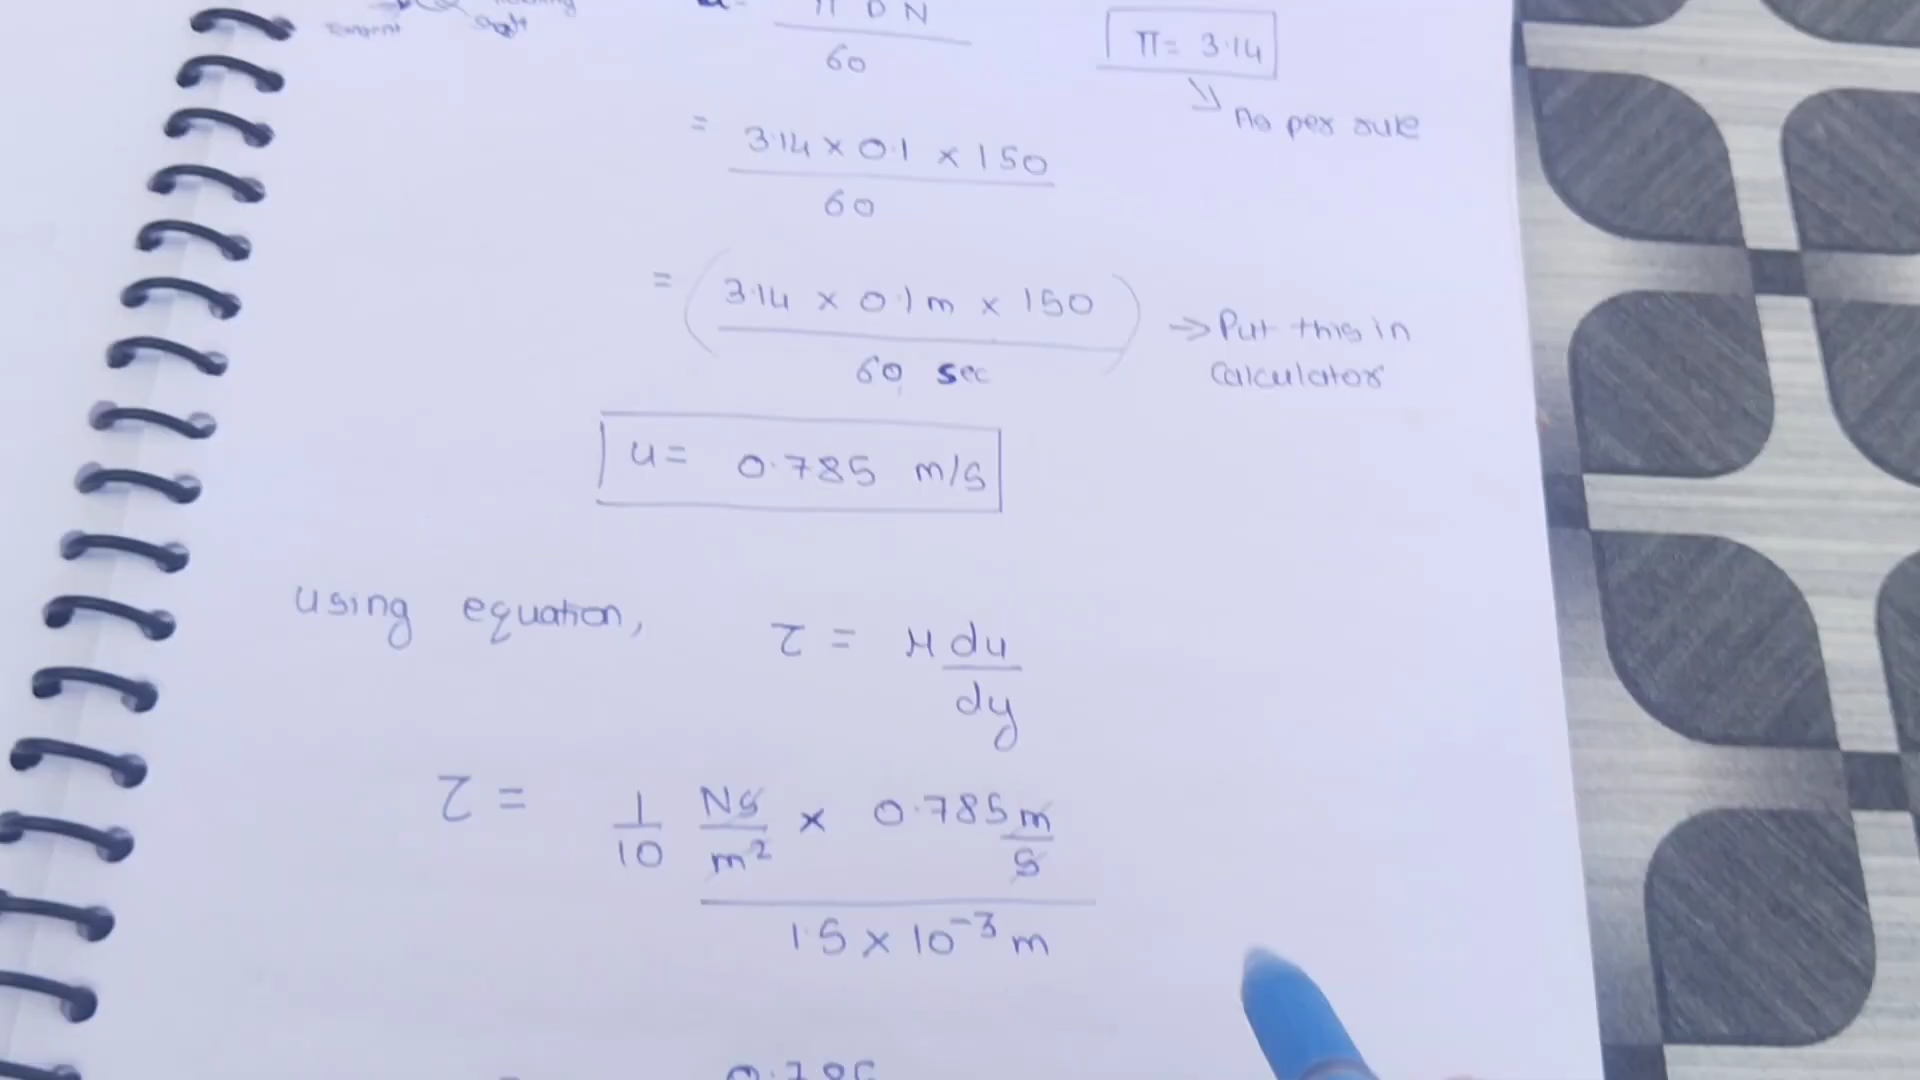 π D N
60
π = 3.14
As per rule
= 3.14 × 0.1 × 150
60
= ( 3.14 × 0.1 m × 150 )
60 sec
→ Put this in
calculator
u = 0.785 m/s
using equation, τ = μ du
dy
τ = 1/10 Ns/m² × 0.785 m/s
1.5 × 10⁻³ m